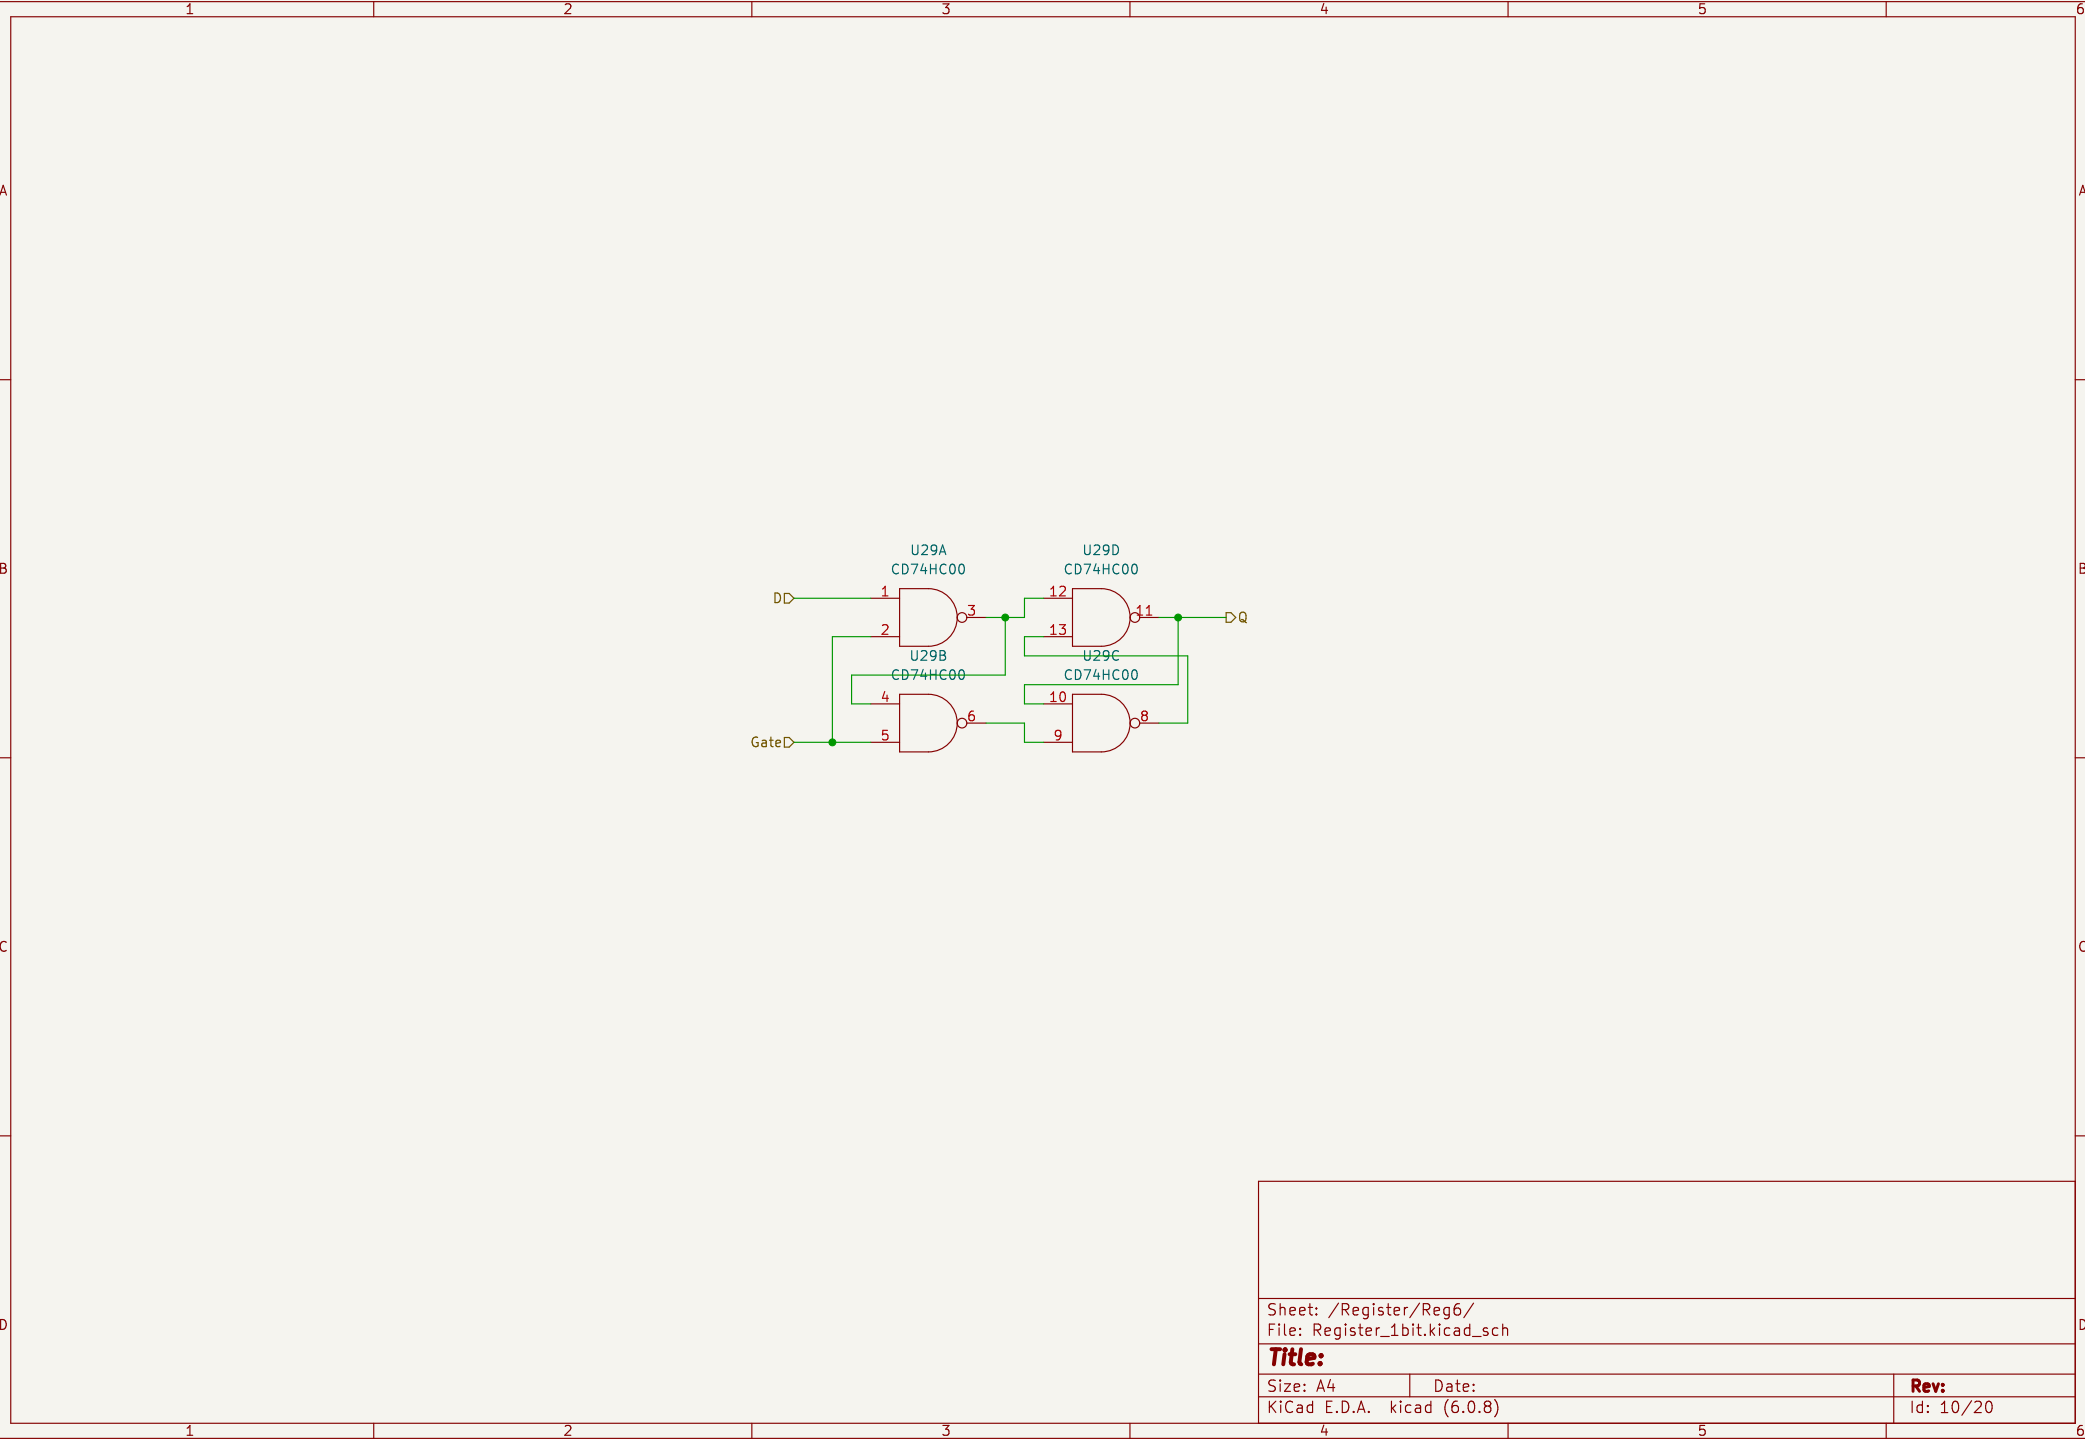 1 2 3 4 5 6
A A
U29A U29D
CD74HC00 CD74HC00
B B
D 1 3 12 11 Q
2 13
U29B U29C
CD74HC00 CD74HC00
4 6 10 8
Gate 5 9
C C
Sheet: /Register/Reg6/
File: Register_1bit.kicad_sch
D D
Title:
Size: A4 Date: Rev:
KiCad E.D.A. kicad (6.0.8) Id: 10/20
1 2 3 4 5 6